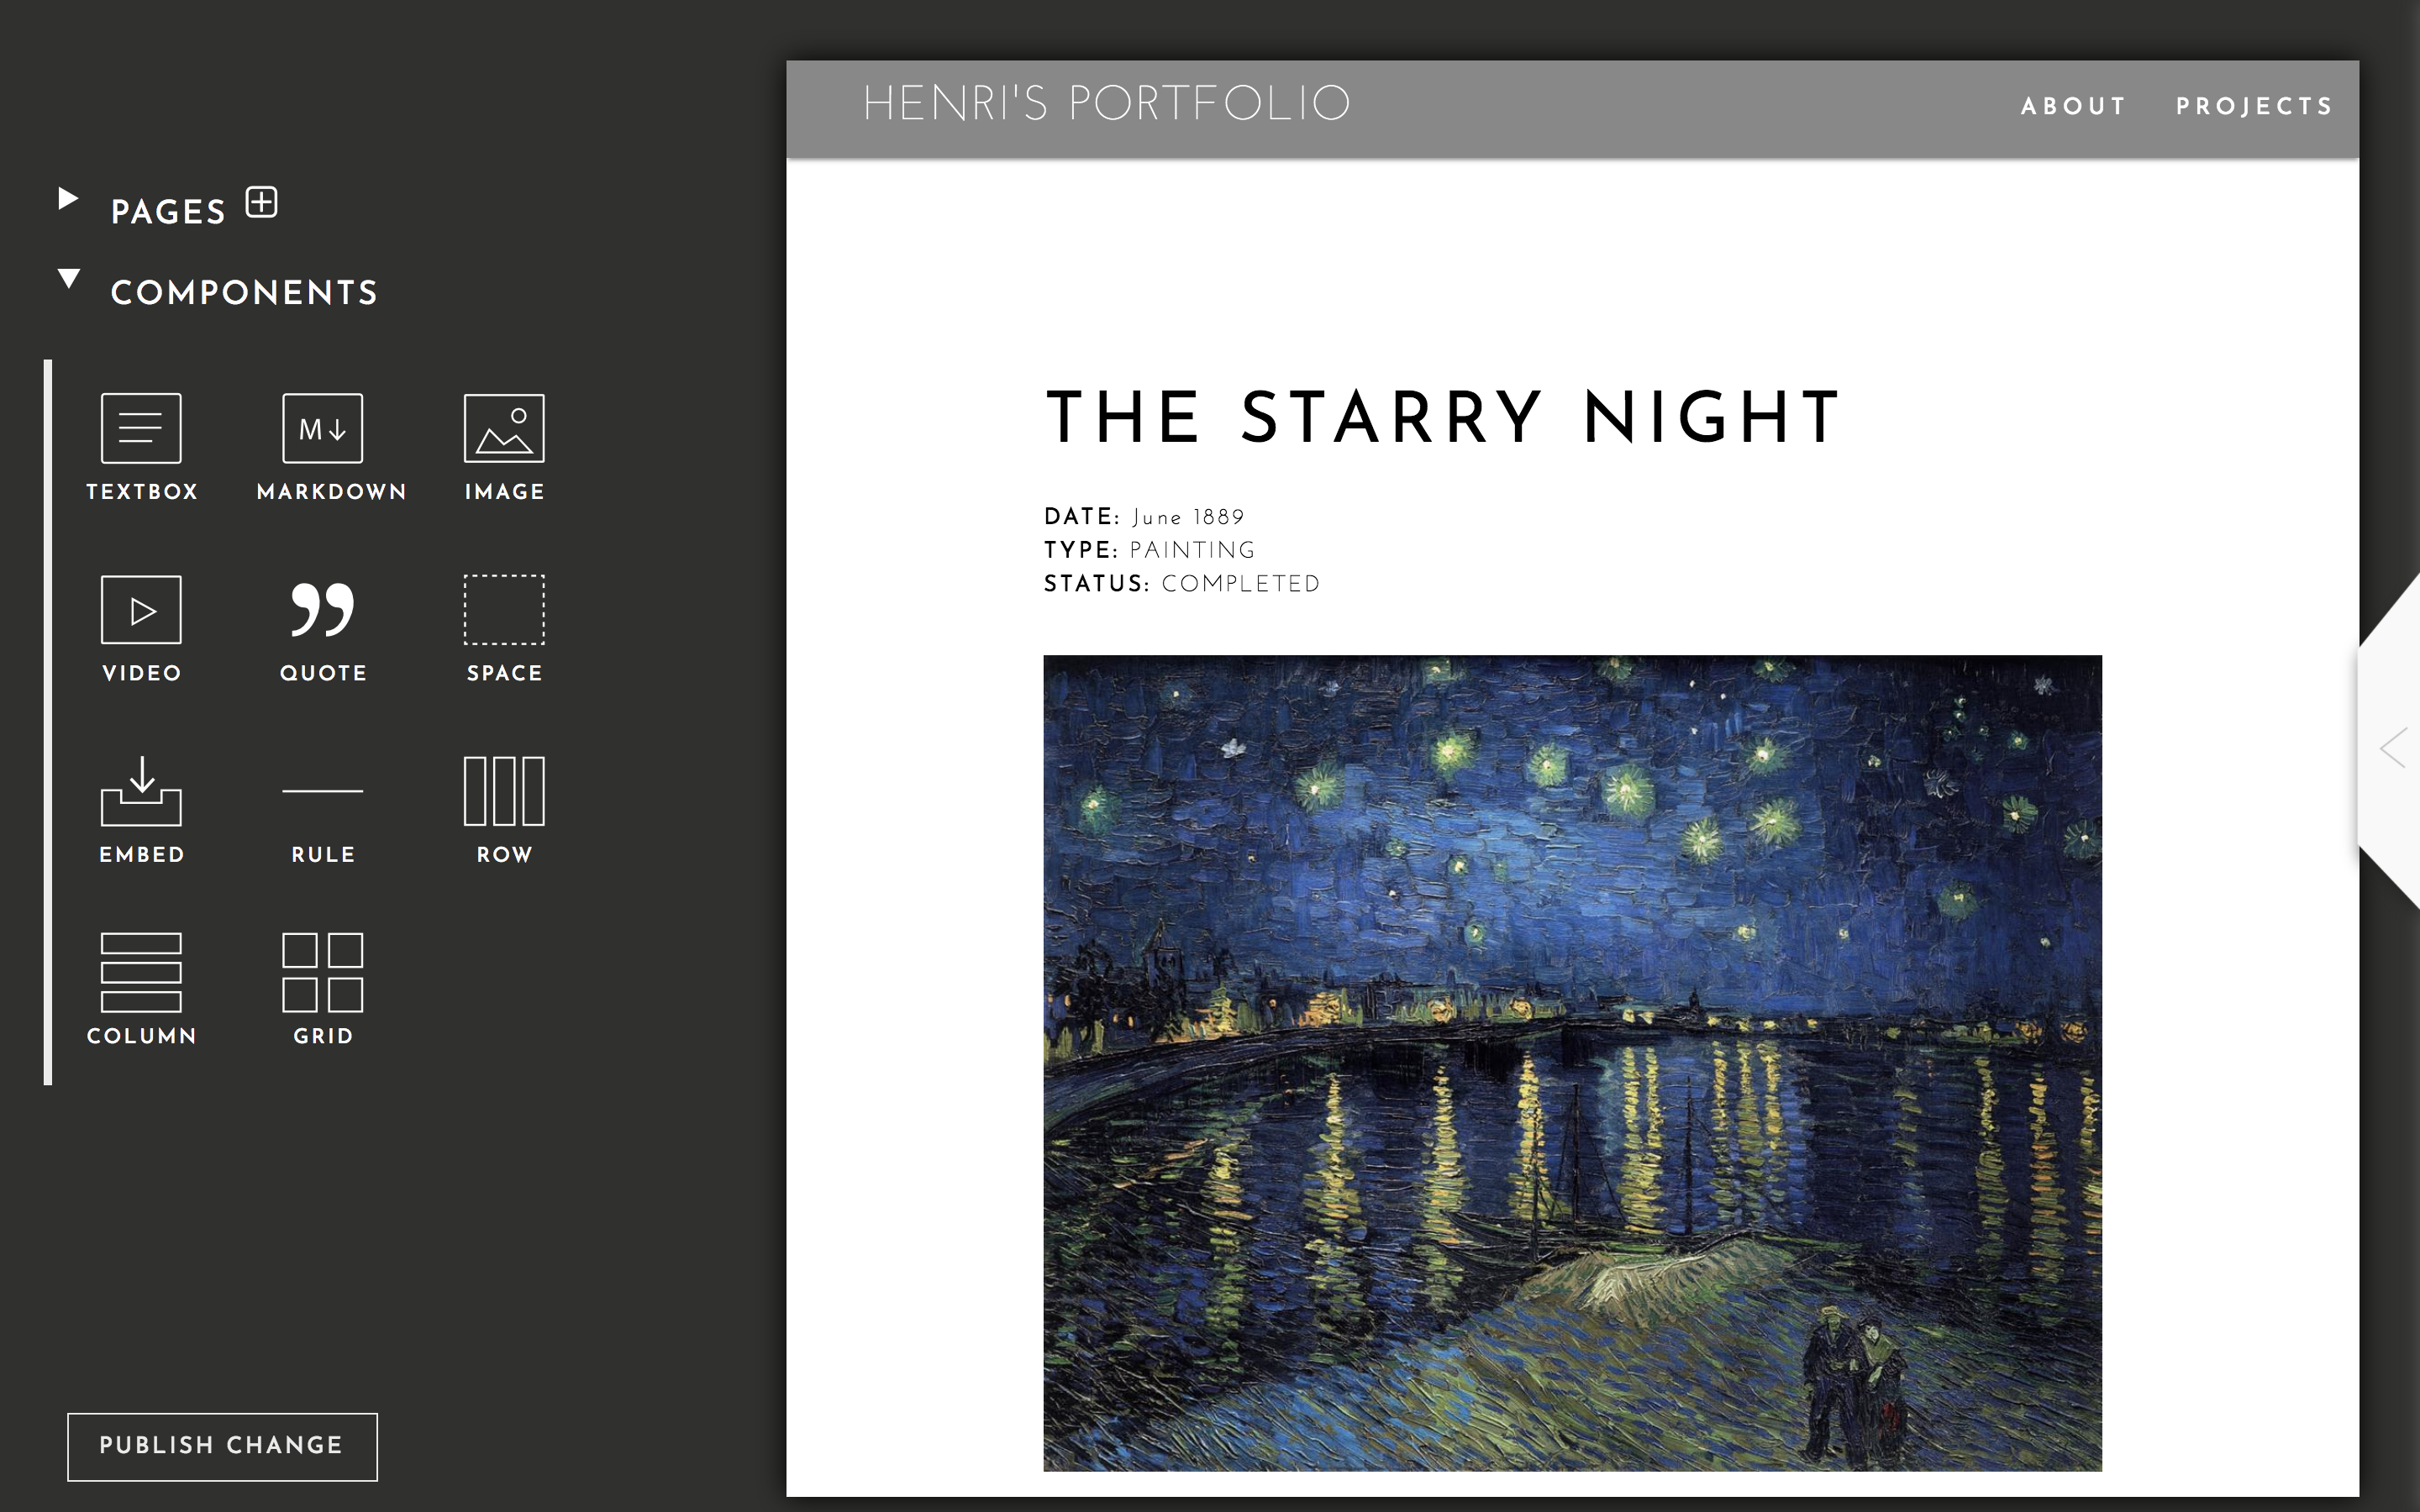 PAGES
COMPONENTS
TEXTBOX MARKDOWN IMAGE
VIDEO QUOTE SPACE
EMBED RULE ROW
COLUMN GRID
PUBLISH CHANGE
HENRI'S PORTFOLIO ABOUT PROJECTS
THE STARRY NIGHT
DATE: June 1889
TYPE: PAINTING
STATUS: COMPLETED